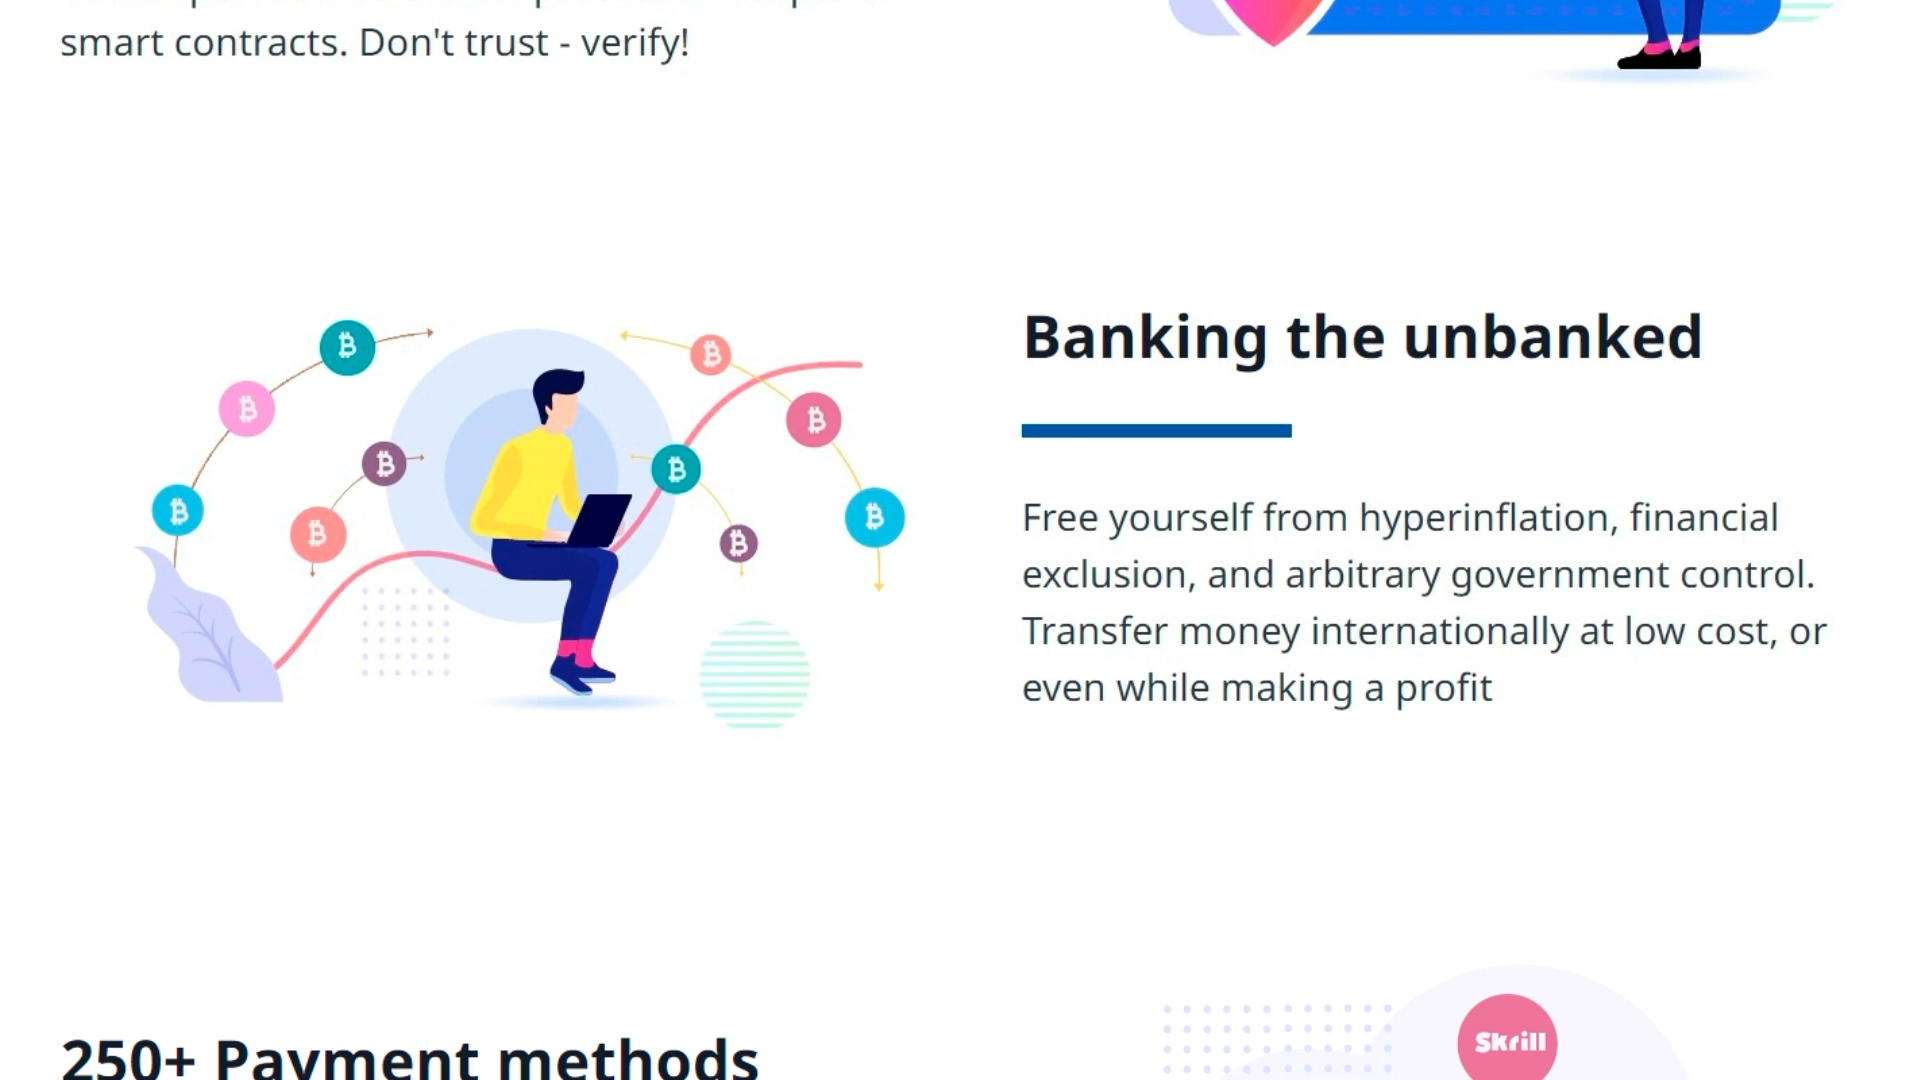 smart contracts. Don't trust - verify!
Banking the unbanked
Free yourself from hyperinflation, financial
exclusion, and arbitrary government control.
Transfer money internationally at low cost, or
even while making a profit
250+ Payment methods
Skrill